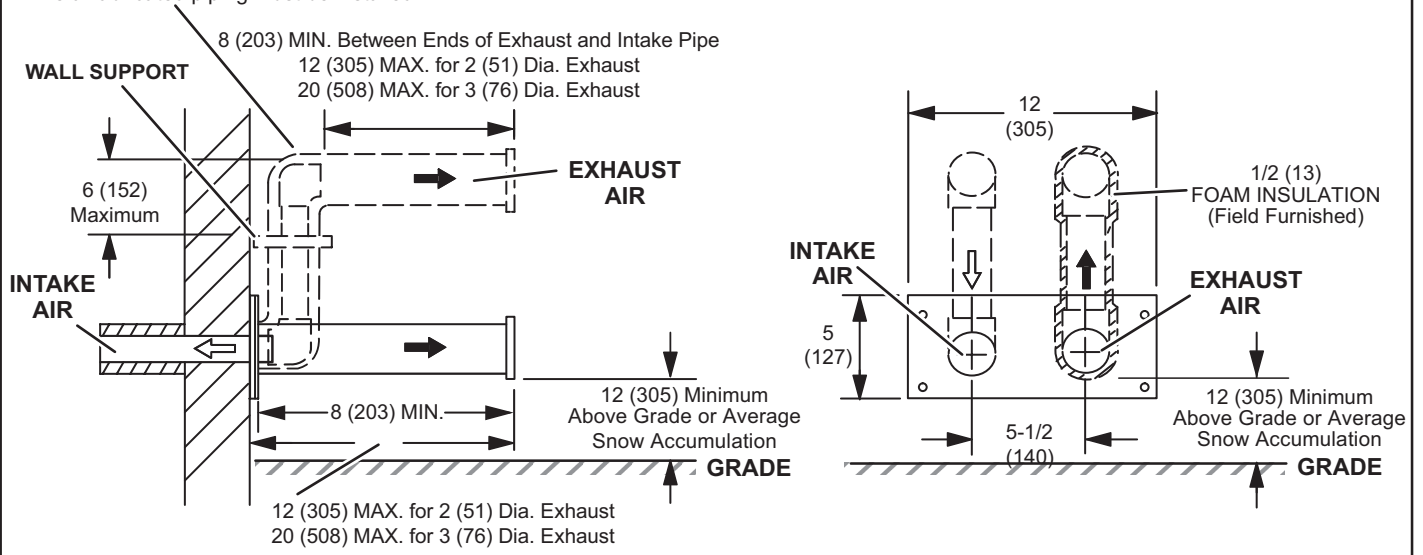 8 (203) MIN. Between Ends of Exhaust and Intake Pipe
12 (305) MAX. for 2 (51) Dia. Exhaust
20 (508) MAX. for 3 (76) Dia. Exhaust
WALL SUPPORT
6 (152)
Maximum
EXHAUST
AIR
INTAKE
AIR
8 (203) MIN.
12 (305) Minimum
Above Grade or Average
Snow Accumulation
GRADE
12 (305) MAX. for 2 (51) Dia. Exhaust
20 (508) MAX. for 3 (76) Dia. Exhaust
12
(305)
1/2 (13)
FOAM INSULATION
(Field Furnished)
INTAKE
AIR
EXHAUST
AIR
5
(127)
5-1/2
(140)
12 (305) Minimum
Above Grade or Average
Snow Accumulation
GRADE